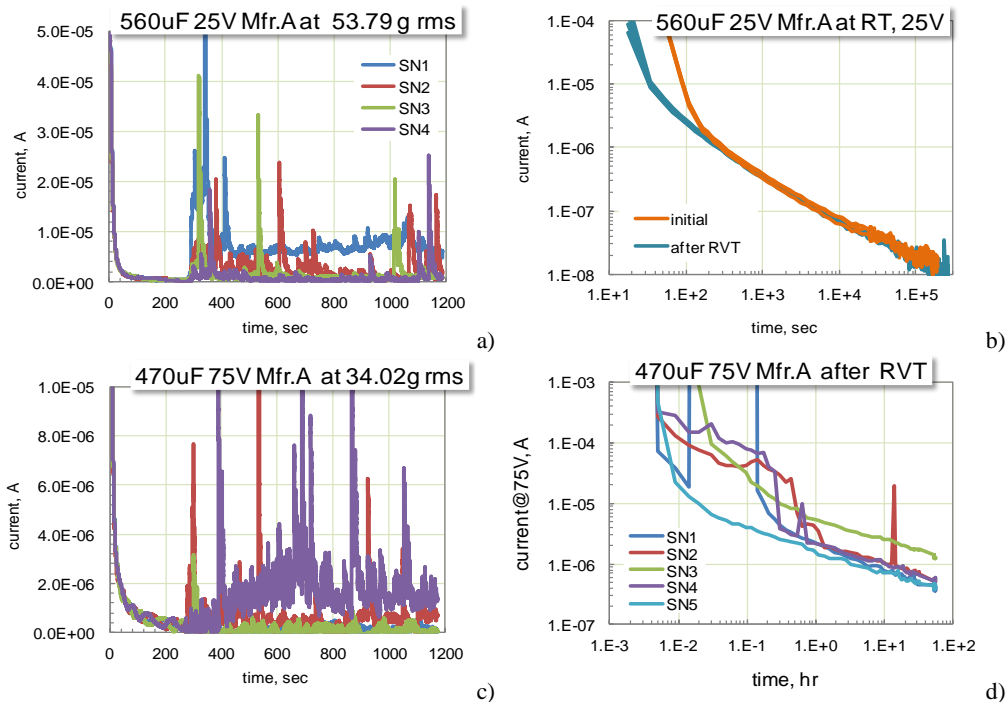 560uF 25V Mfr.A at 53.79 g rms
5.0E-05
4.0E-05
3.0E-05
2.0E-05
1.0E-05
0.0E+00
current, A
SN1
SN2
SN3
SN4
0 200 400 600 800 1000 1200
time, sec
a)
560uF 25V Mfr.A at RT, 25V
1.E-04
1.E-05
1.E-06
1.E-07
1.E-08
current, A
initial
after RVT
1.E+1 1.E+2 1.E+3 1.E+4 1.E+5
time, sec
b)
470uF 75V Mfr.A at 34.02g rms
1.0E-05
8.0E-06
6.0E-06
4.0E-06
2.0E-06
0.0E+00
current, A
0 200 400 600 800 1000 1200
time, sec
c)
470uF 75V Mfr.A after RVT
1.E-03
1.E-04
1.E-05
1.E-06
1.E-07
current@75V, A
SN1
SN2
SN3
SN4
SN5
1.E-3 1.E-2 1.E-1 1.E+0 1.E+1 1.E+2
time, hr
d)